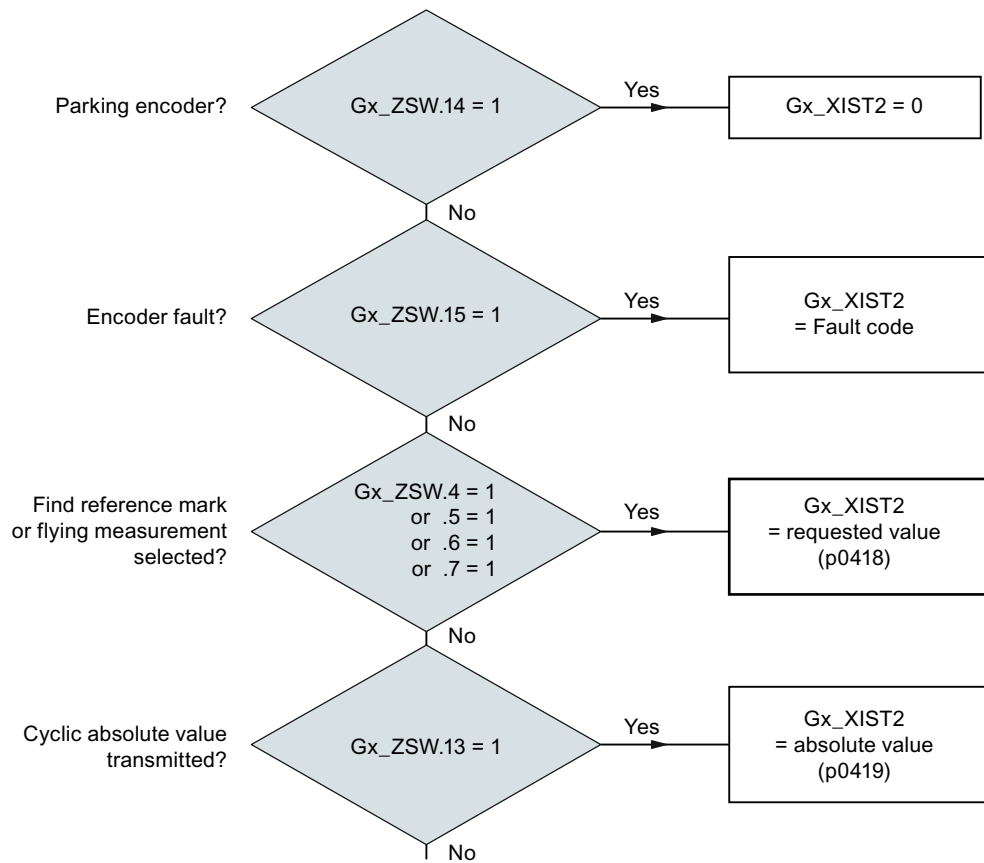 Parking encoder?
Gx_ZSW.14 = 1
Yes
Gx_XIST2 = 0
No
Encoder fault?
Gx_ZSW.15 = 1
Yes
Gx_XIST2
= Fault code
No
Find reference mark
or flying measurement
selected?
Gx_ZSW.4 = 1
or .5 = 1
or .6 = 1
or .7 = 1
Yes
Gx_XIST2
= requested value
(p0418)
No
Cyclic absolute value
transmitted?
Gx_ZSW.13 = 1
Yes
Gx_XIST2
= absolute value
(p0419)
No